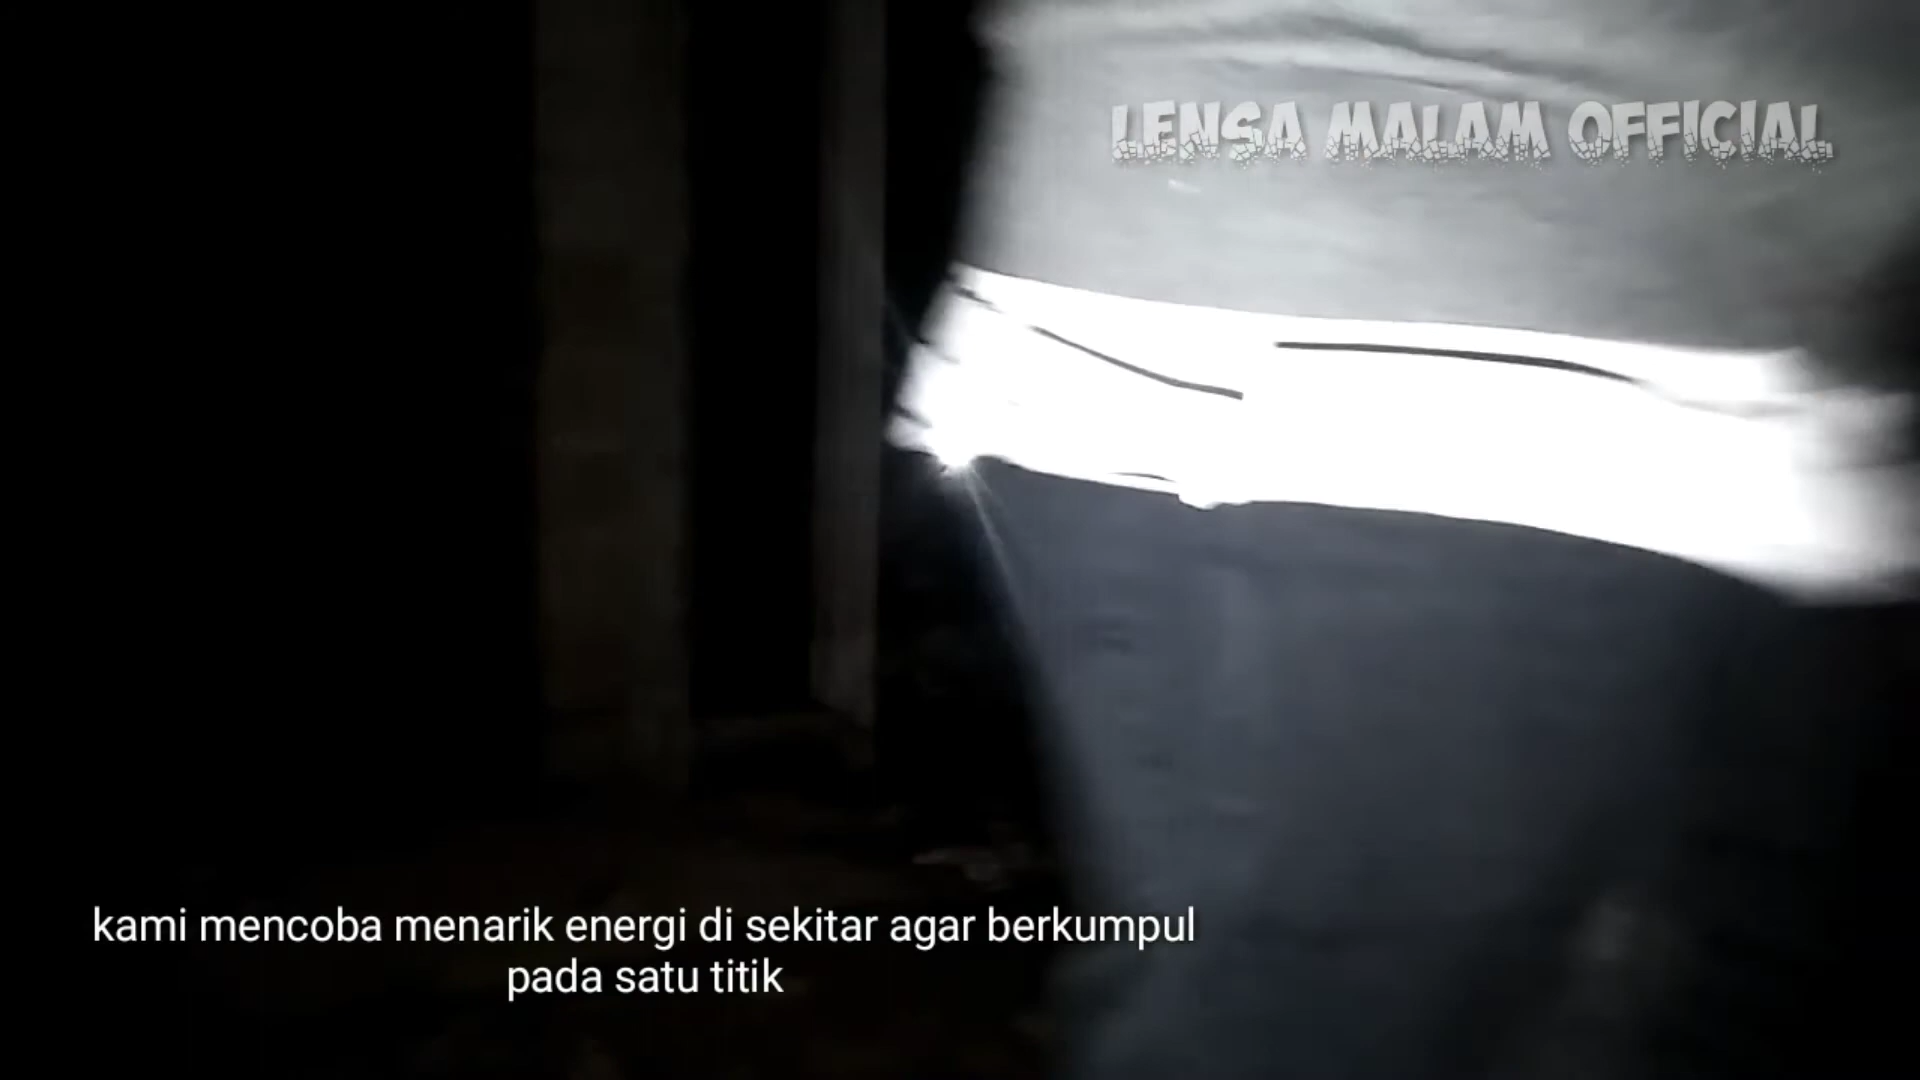 LENSA MALAM OFFICIAL
kami mencoba menarik energi di sekitar agar berkumpul
pada satu titik